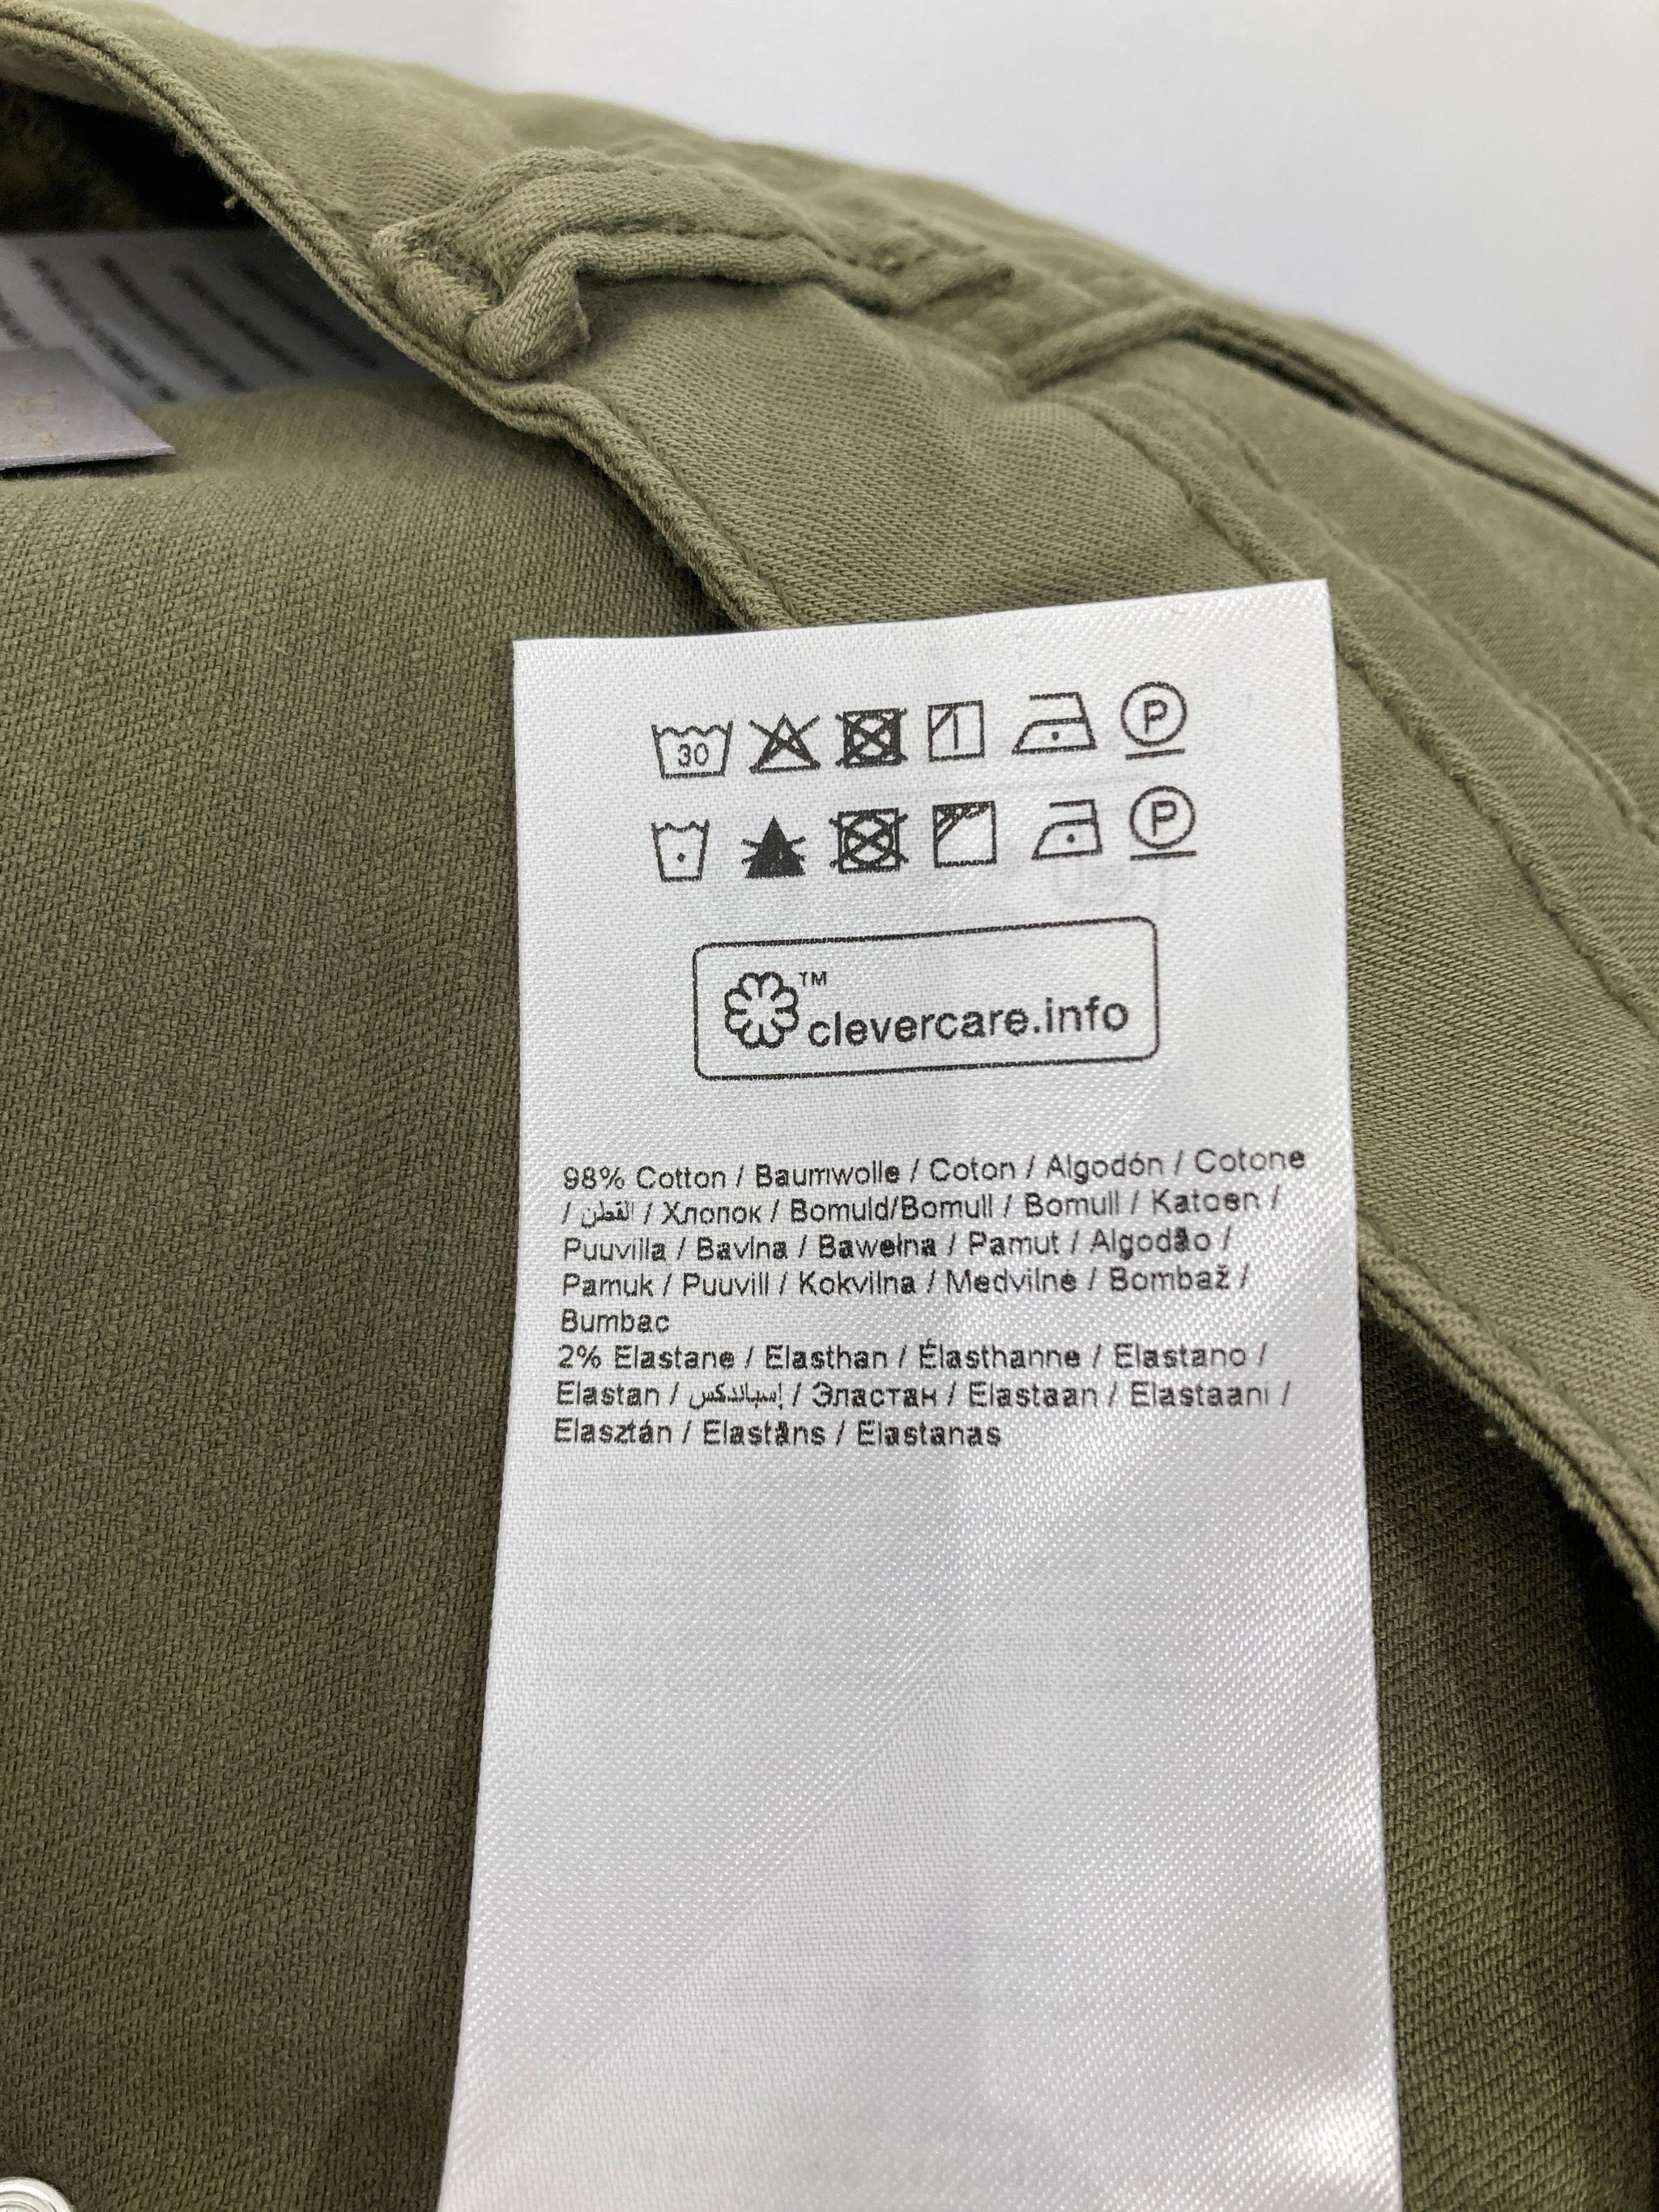 30 P
P
™
clevercare.info
98% Cotton / Baumwolle / Coton / Algodón / Cotone
/ القطن / Хлопок / Bomuld/Bomull / Bomull / Katoen /
Puuvilla / Bavlna / Bawełna / Pamut / Algodão /
Pamuk / Puuvill / Kokvilna / Medvilnė / Bombaž /
Bumbac
2% Elastane / Elasthan / Élasthanne / Elastano /
Elastan / إسباندكس / Эластан / Elastaan / Elastaani /
Elasztán / Elastāns / Elastanas